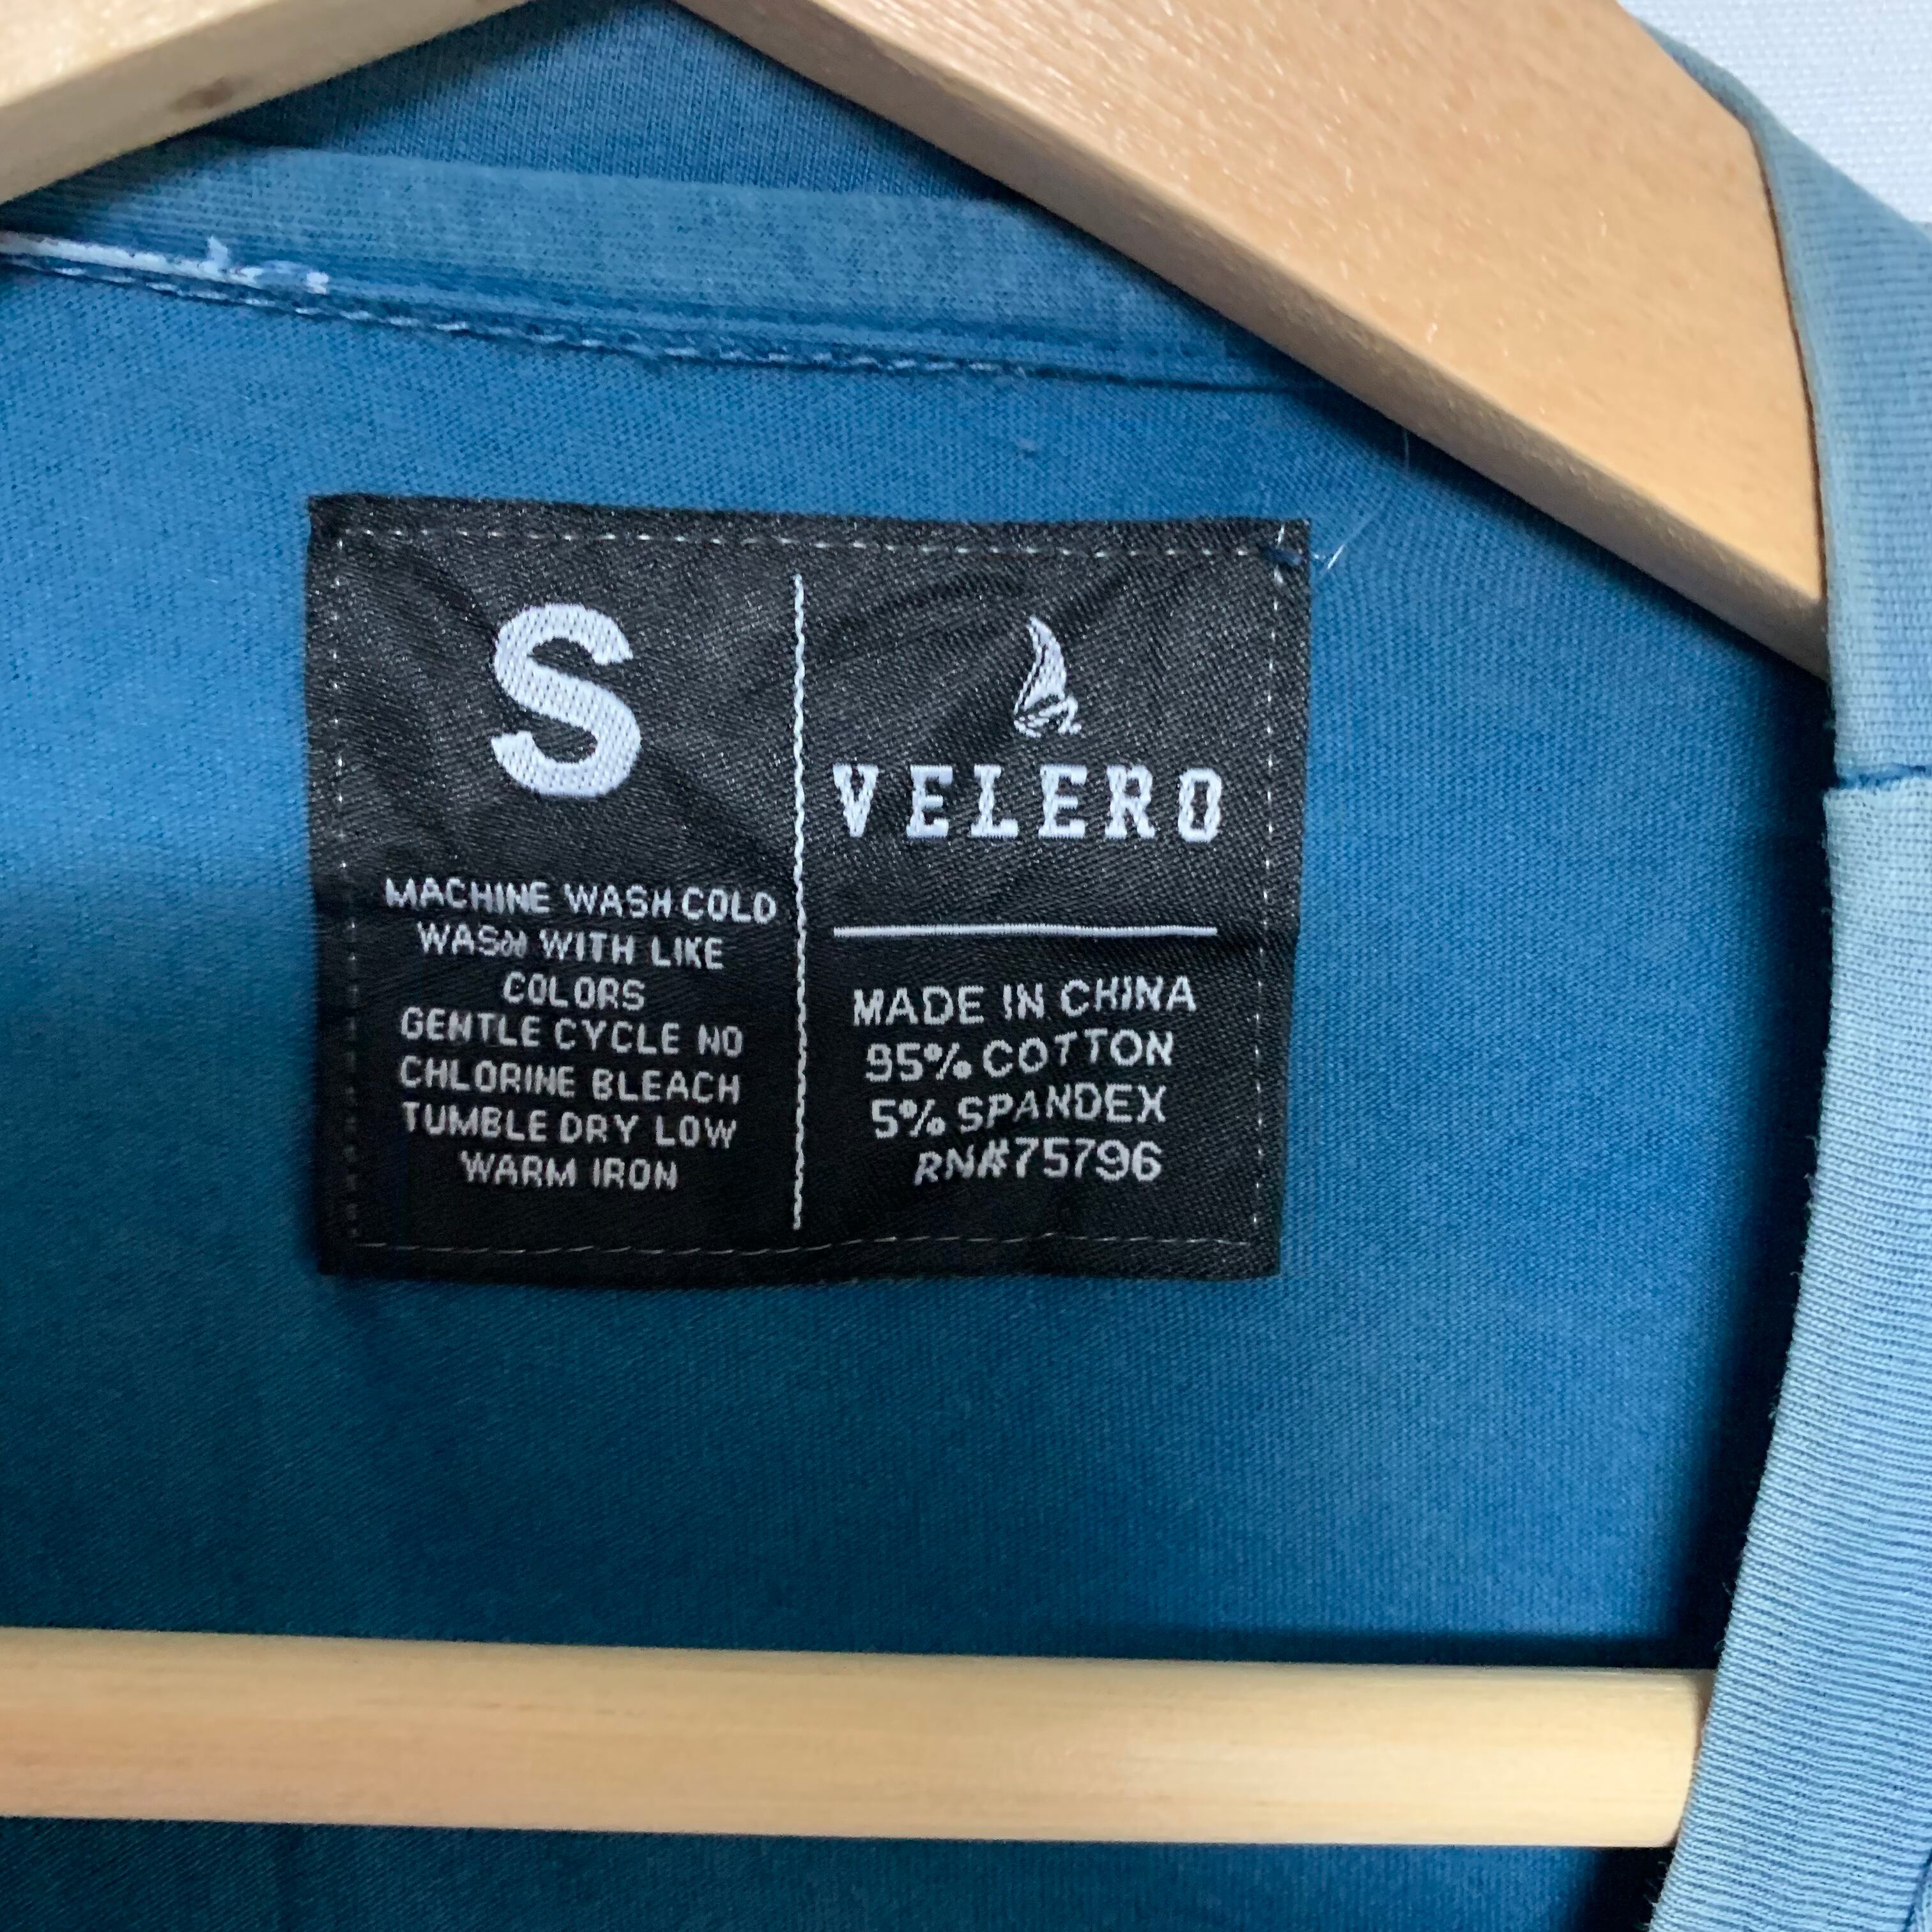 S
MACHINE WASH COLD
WASH WITH LIKE
COLORS
GENTLE CYCLE NO
CHLORINE BLEACH
TUMBLE DRY LOW
WARM IRON
VELERO
MADE IN CHINA
95% COTTON
5% SPANDEX
RN#75796